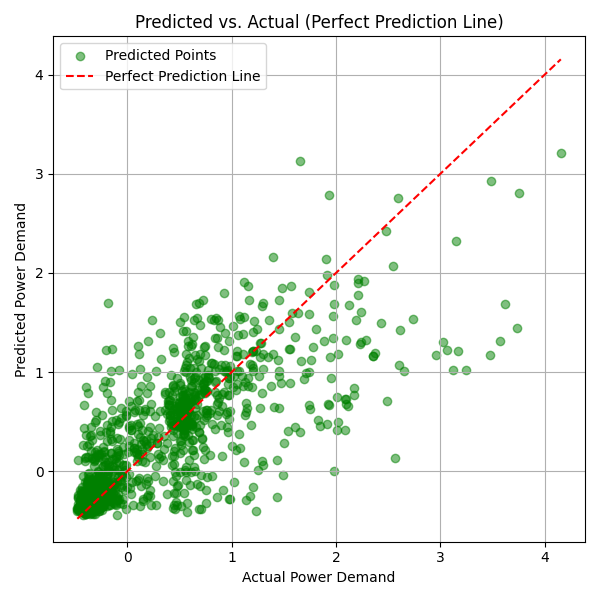 Predicted vs. Actual (Perfect Prediction Line)
Predicted Points
Perfect Prediction Line
4
3
2
1
0
Predicted Power Demand
0 1 2 3 4
Actual Power Demand